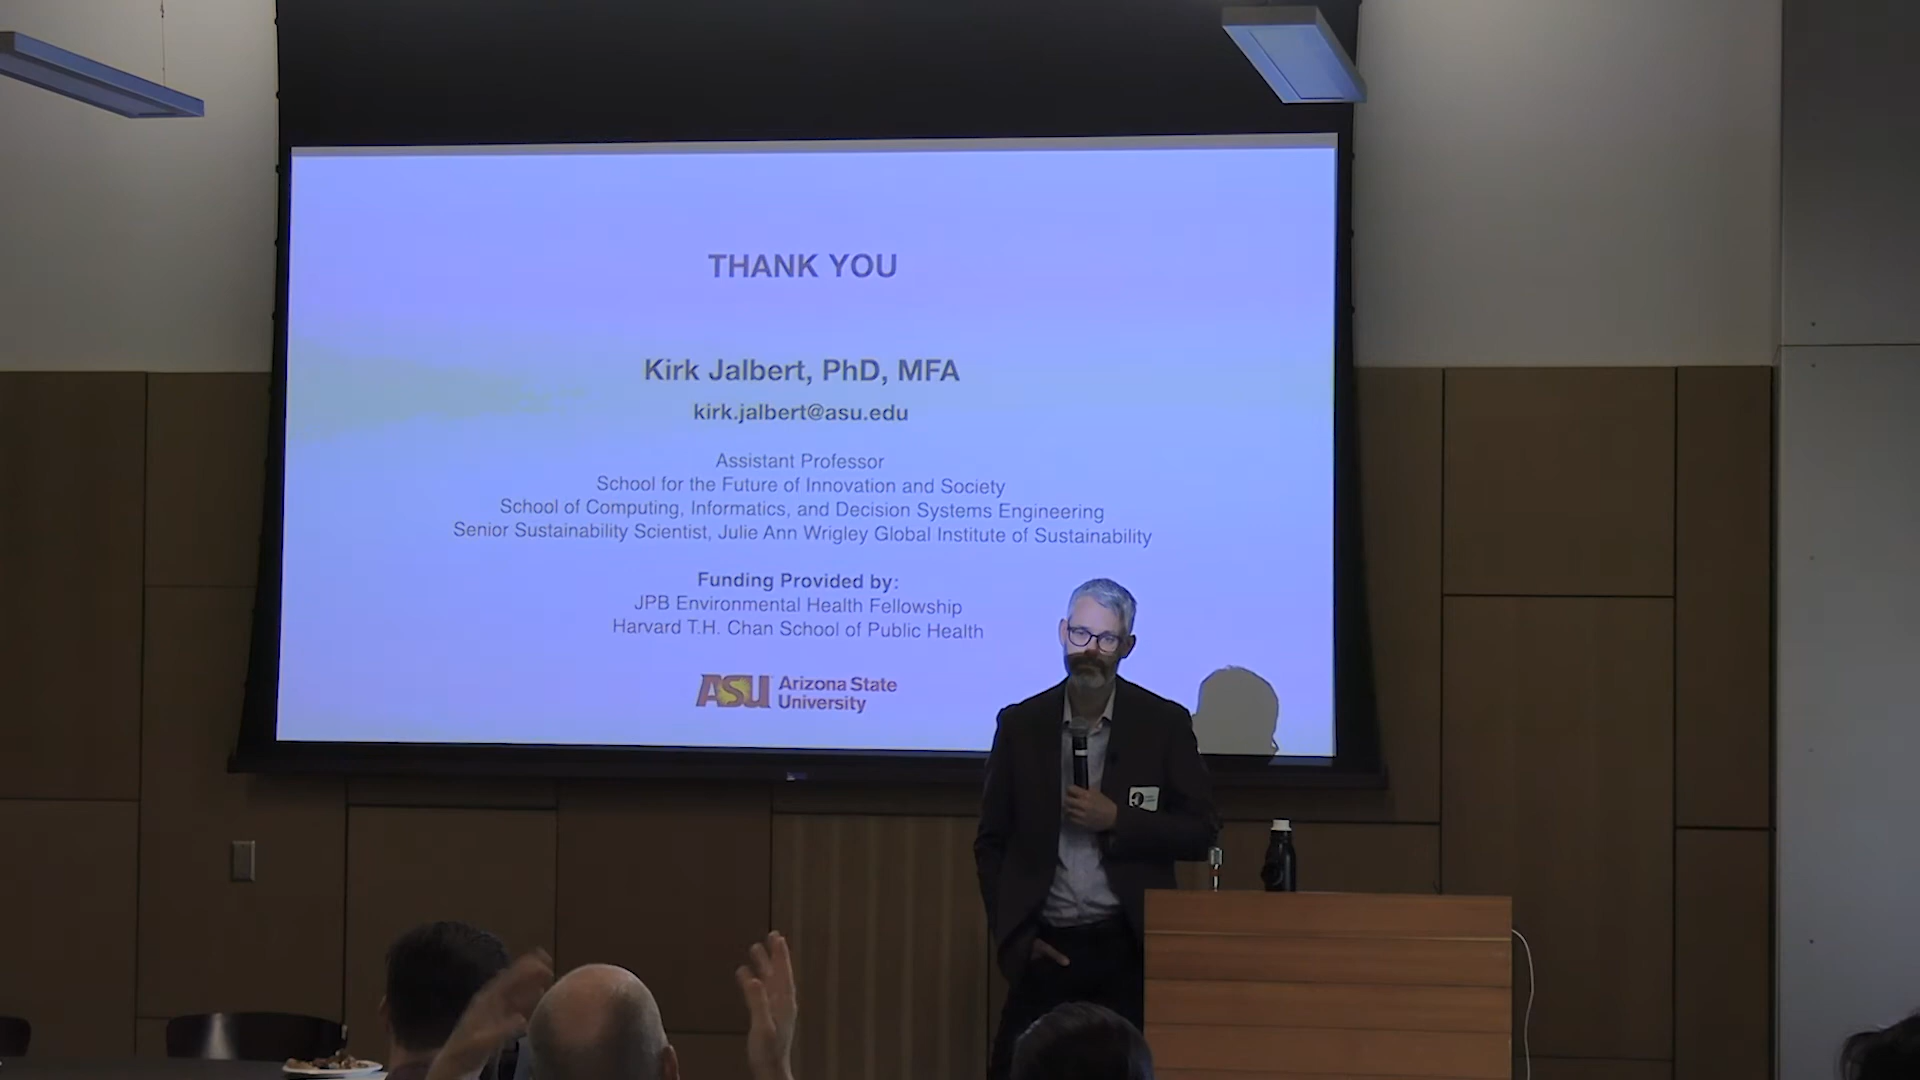 THANK YOU
Kirk Jalbert, PhD, MFA
kirk.jalbert@asu.edu
Assistant Professor
School for the Future of Innovation and Society
School of Computing, Informatics, and Decision Systems Engineering
Senior Sustainability Scientist, Julie Ann Wrigley Global Institute of Sustainability
Funding Provided by:
JPB Environmental Health Fellowship
Harvard T.H. Chan School of Public Health
ASU Arizona State
University